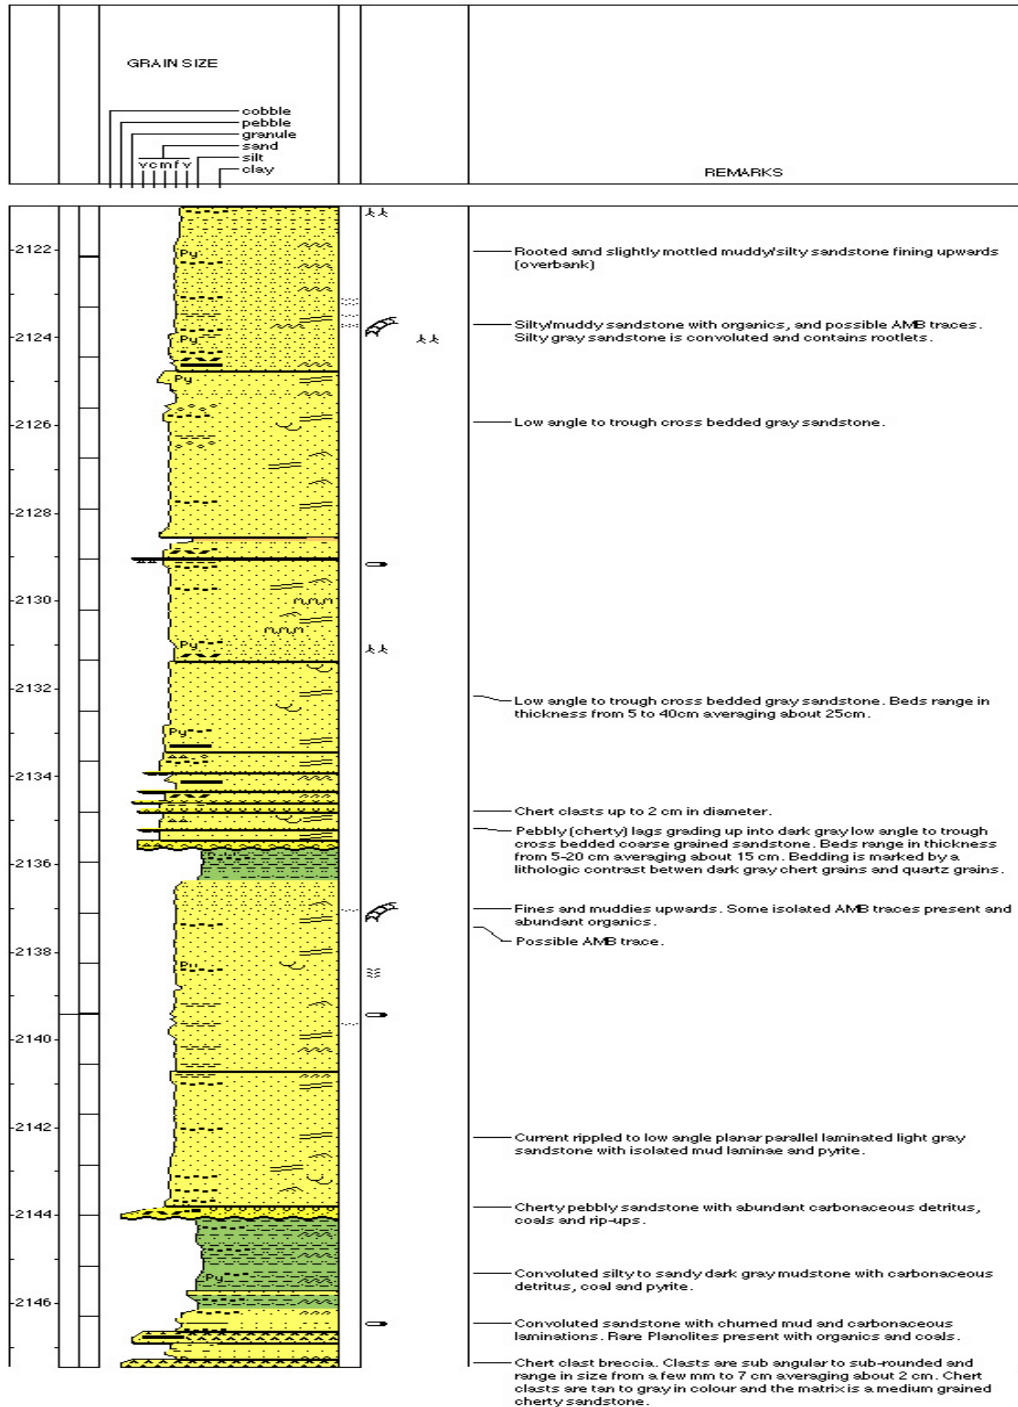 GRAIN SIZE
cobble
pebble
granule
sand
vcmfv
silt
clay
REMARKS
2122
Rooted amd slightly mottled muddy/silty sandstone fining upwards
(overbank)
Py
Silty/muddy sandstone with organics, and possible AMB traces.
2124
Py
Silty gray sandstone is convoluted and contains rootlets.
Py
2126
Low angle to trough cross bedded gray sandstone.
2128
2130
Py
2132
Low angle to trough cross bedded gray sandstone. Beds range in
thickness from 5 to 40cm averaging about 25cm.
Py
2134
Chert clasts up to 2 cm in diameter.
Pebbly (cherty) lags grading up into dark gray low angle to trough
cross bedded coarse grained sandstone. Beds range in thickness
2136
from 5-20 cm averaging about 15 cm. Bedding is marked by a
lithologic contrast betwen dark gray chert grains and quartz grains.
Fines and muddies upwards. Some isolated AMB traces present and
abundant organics.
Possible AMB trace.
2138
Py
2140
2142
Current rippled to low angle planar parallel laminated light gray
sandstone with isolated mud laminae and pyrite.
2144
Cherty pebbly sandstone with abundant carbonaceous detritus,
coals and rip-ups.
Py
Convoluted silty to sandy dark gray mudstone with carbonaceous
detritus, coal and pyrite.
2146
Convoluted sandstone with churned mud and carbonaceous
laminations. Rare Planolites present with organics and coals.
Chert clast breccia. Clasts are sub angular to sub-rounded and
range in size from a few mm to 7 cm averaging about 2 cm. Chert
clasts are tan to gray in colour and the matrix is a medium grained
cherty sandstone.